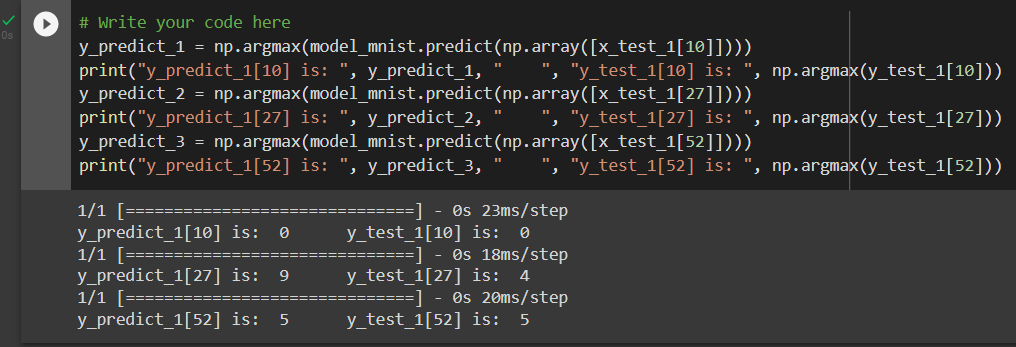 0s
# Write your code here
y_predict_1 = np.argmax(model_mnist.predict(np.array([x_test_1[10]])))
print("y_predict_1[10] is: ", y_predict_1, "    ", "y_test_1[10] is: ", np.argmax(y_test_1[10]))
y_predict_2 = np.argmax(model_mnist.predict(np.array([x_test_1[27]])))
print("y_predict_1[27] is: ", y_predict_2, "    ", "y_test_1[27] is: ", np.argmax(y_test_1[27]))
y_predict_3 = np.argmax(model_mnist.predict(np.array([x_test_1[52]])))
print("y_predict_1[52] is: ", y_predict_3, "    ", "y_test_1[52] is: ", np.argmax(y_test_1[52]))
1/1 [==============================] - 0s 23ms/step
y_predict_1[10] is:  0      y_test_1[10] is:  0
1/1 [==============================] - 0s 18ms/step
y_predict_1[27] is:  9      y_test_1[27] is:  4
1/1 [==============================] - 0s 20ms/step
y_predict_1[52] is:  5      y_test_1[52] is:  5